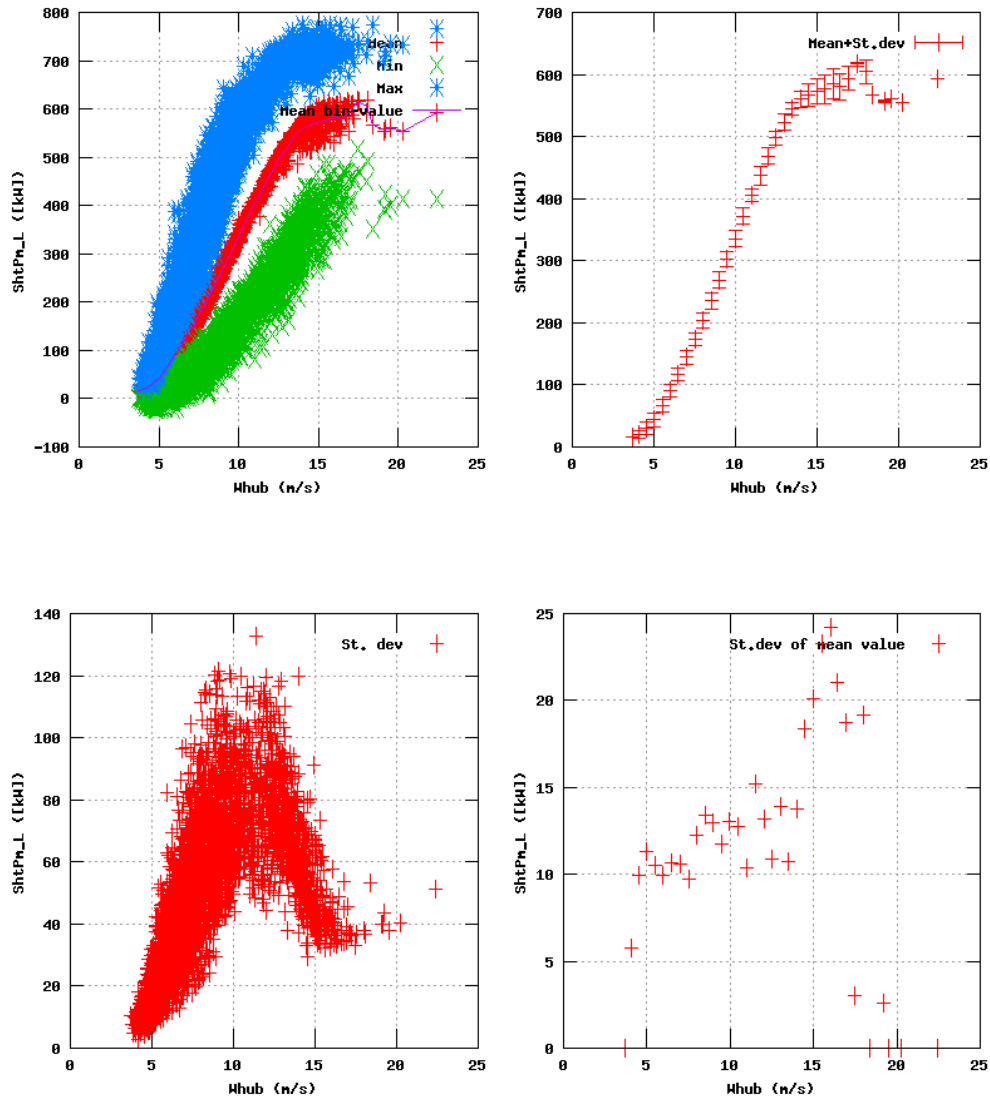 800
700
600
500
400
300
200
100
0
-100
0 5 10 15 20 25
ShtPm_L ([kW])
Whub (m/s)
Mean
Min
Max
Mean bin-value
700
600
500
400
300
200
100
0
0 5 10 15 20 25
ShtPm_L ([kW])
Whub (m/s)
Mean+St.dev
140
120
100
80
60
40
20
0
0 5 10 15 20 25
ShtPm_L ([kW])
Whub (m/s)
St. dev
25
20
15
10
5
0
0 5 10 15 20 25
ShtPm_L ([kW])
Whub (m/s)
St.dev of mean value